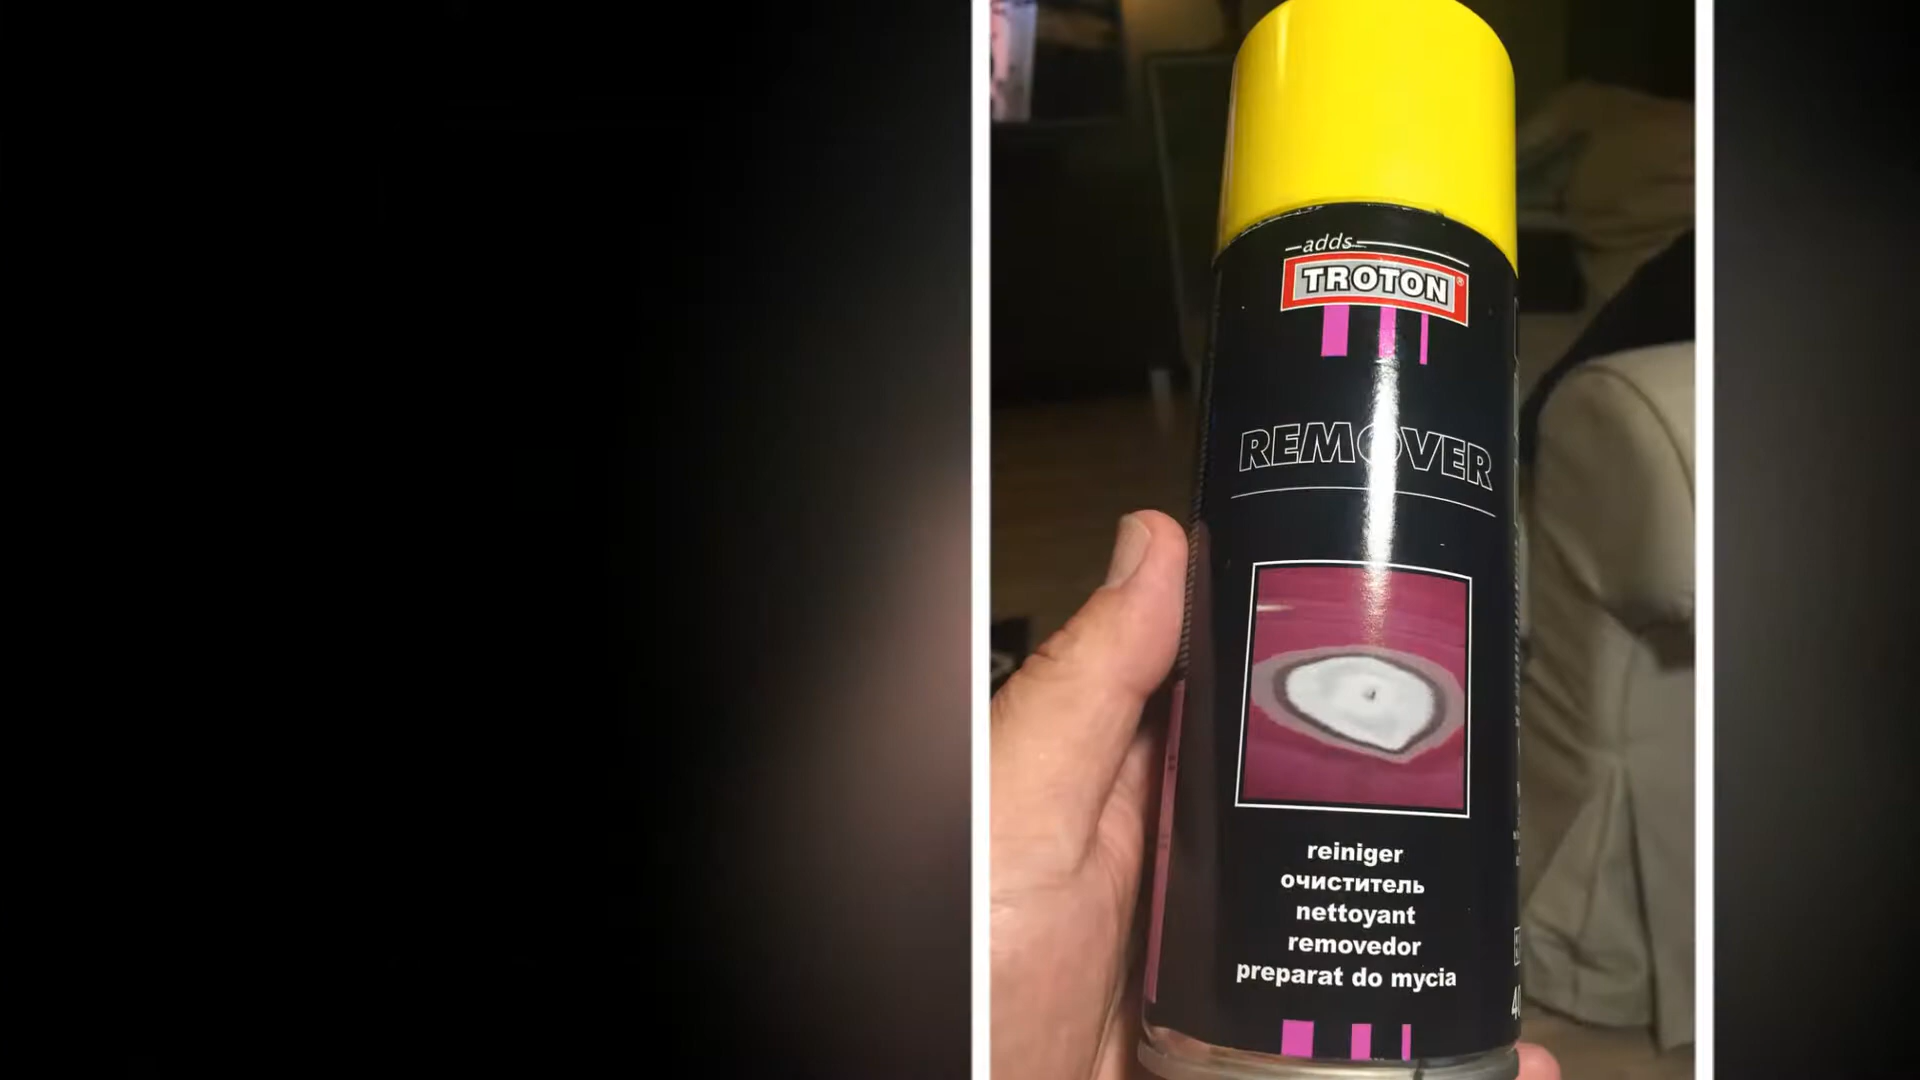 adds
TROTON®
REMOVER
reiniger
очиститель
nettoyant
removedor
preparat do mycia